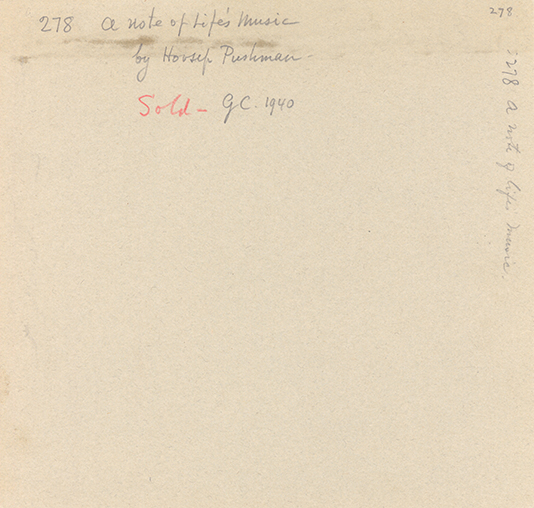 278 a note of Life's Music
by Hovsep Pushman
Sold - GC. 1940
278
278 a note of life's music.